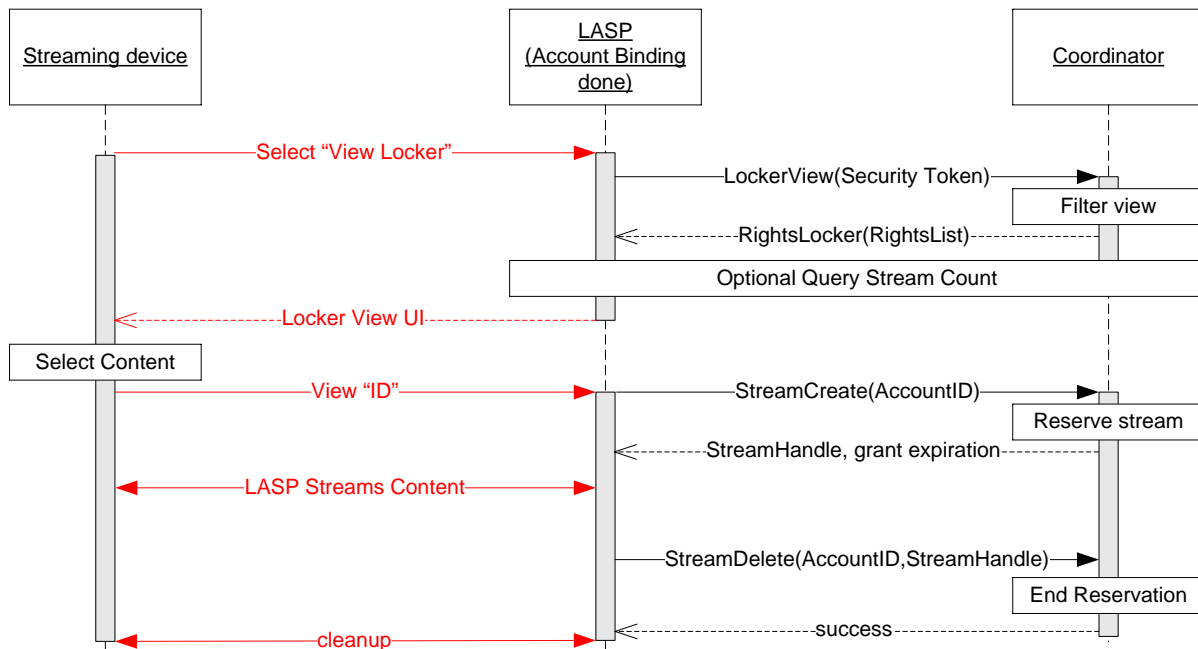 Streaming device
LASP
(Account Binding
done)
Coordinator
Select “View Locker”
LockerView(Security Token)
Filter view
RightsLocker(RightsList)
Optional Query Stream Count
Locker View UI
Select Content
View “ID”
StreamCreate(AccountID)
Reserve stream
StreamHandle, grant expiration
LASP Streams Content
StreamDelete(AccountID,StreamHandle)
End Reservation
success
cleanup